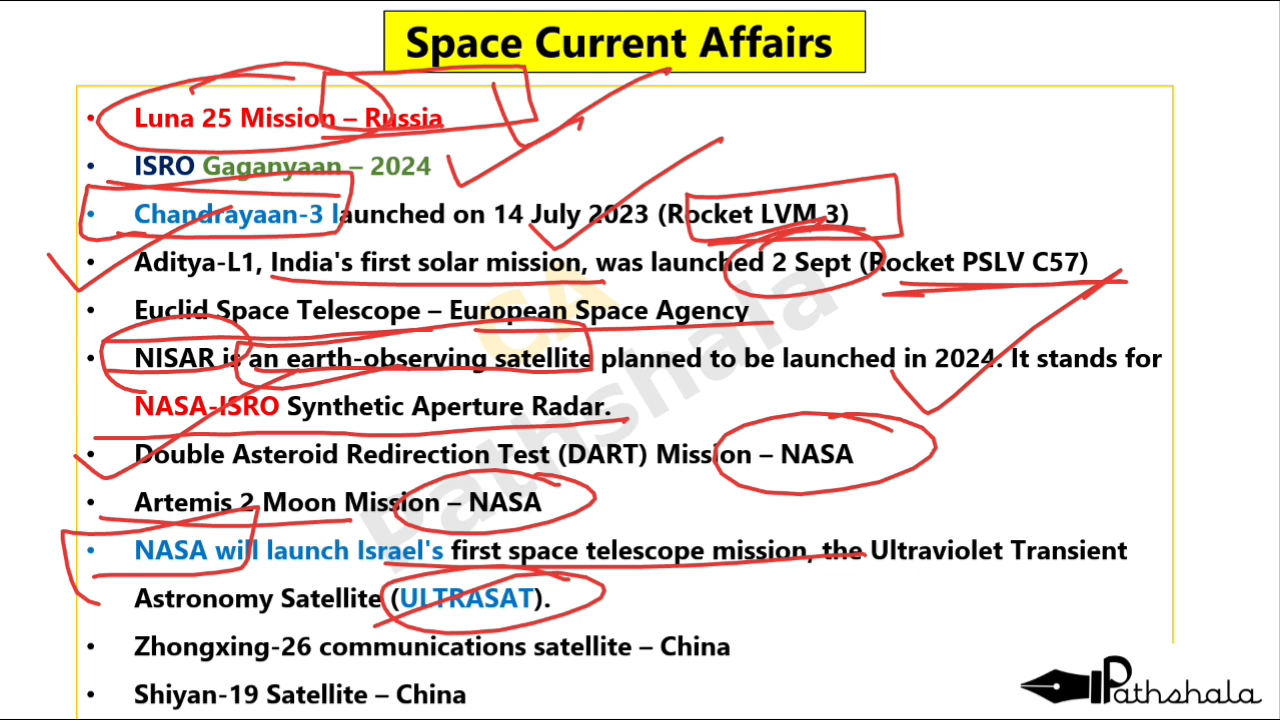 Space Current Affairs
• Luna 25 Mission – Russia
• ISRO Gaganyaan – 2024
• Chandrayaan-3 launched on 14 July 2023 (Rocket LVM 3)
• Aditya-L1, India's first solar mission, was launched 2 Sept (Rocket PSLV C57)
• Euclid Space Telescope – European Space Agency
• NISAR is an earth-observing satellite planned to be launched in 2024. It stands for
NASA-ISRO Synthetic Aperture Radar.
• Double Asteroid Redirection Test (DART) Mission – NASA
• Artemis 2 Moon Mission – NASA
• NASA will launch Israel's first space telescope mission, the Ultraviolet Transient
Astronomy Satellite (ULTRASAT).
• Zhongxing-26 communications satellite – China
• Shiyan-19 Satellite – China
CA
Pathshala
Pathshala